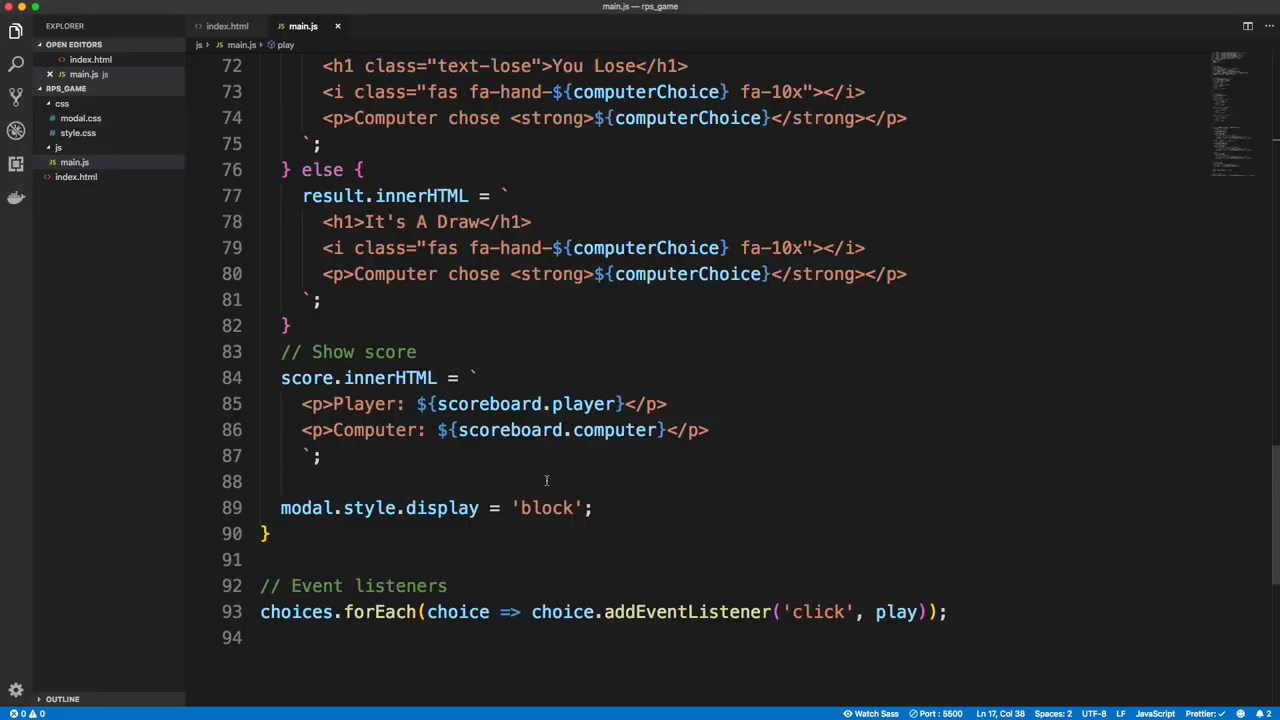 main.js — rps_game
EXPLORER
index.html
main.js
OPEN EDITORS
js main.js play
index.html
main.js js
RPS_GAME
css
modal.css
style.css
js
main.js
index.html
72 <h1 class="text-lose">You Lose</h1>
73 <i class="fas fa-hand-${computerChoice} fa-10x"></i>
74 <p>Computer chose <strong>${computerChoice}</strong></p>
75 `;
76 } else {
77 result.innerHTML = `
78 <h1>It's A Draw</h1>
79 <i class="fas fa-hand-${computerChoice} fa-10x"></i>
80 <p>Computer chose <strong>${computerChoice}</strong></p>
81 `;
82 }
83 // Show score
84 score.innerHTML = `
85 <p>Player: ${scoreboard.player}</p>
86 <p>Computer: ${scoreboard.computer}</p>
87 `;
88
89 modal.style.display = 'block';
90 }
91
92 // Event listeners
93 choices.forEach(choice => choice.addEventListener('click', play));
94
OUTLINE
0 0
Watch Sass
Port : 5500
Ln 17, Col 38
Spaces: 2
UTF-8
LF
JavaScript
Prettier: ✓
2